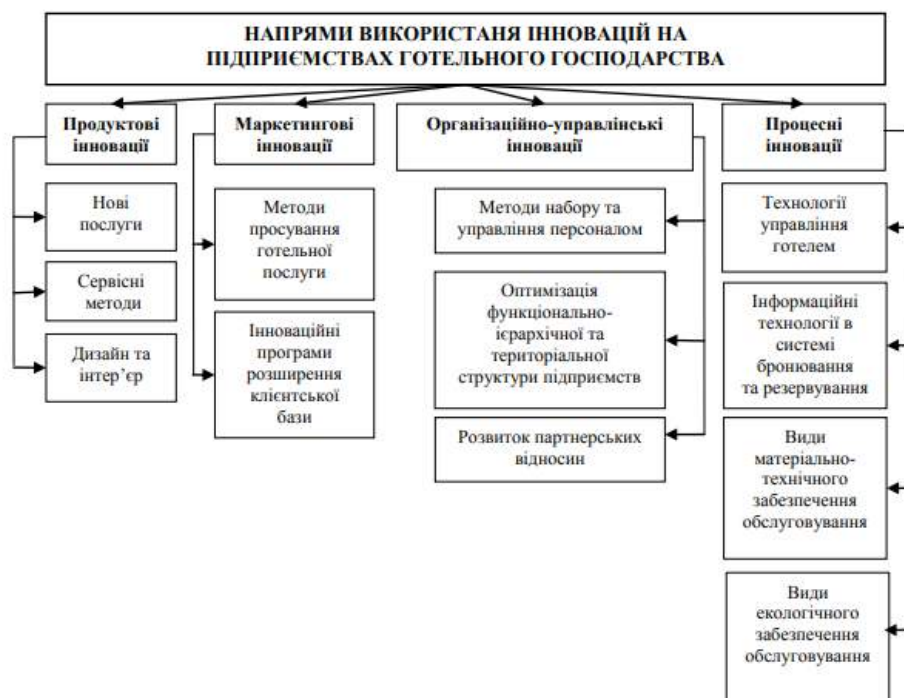 НАПРЯМИ ВИКОРИСТАНЯ ІННОВАЦІЙ НА
ПІДПРИЄМСТВАХ ГОТЕЛЬНОГО ГОСПОДАРСТВА
Продуктові
інновації
Нові
послуги
Сервісні
методи
Дизайн та
інтер’єр
Маркетингові
інновації
Методи
просування
готельної
послуги
Інноваційні
програми
розширення
клієнтської
бази
Організаційно-управлінські
інновації
Методи набору та
управління персоналом
Оптимізація
функціонально-
ієрархічної та
територіальної
структури підприємств
Розвиток партнерських
відносин
Процесні
інновації
Технології
управління
готелем
Інформаційні
технології в
системі
бронювання
та резервування
Види
матеріально-
технічного
забезпечення
обслуговування
Види
екологічного
забезпечення
обслуговування